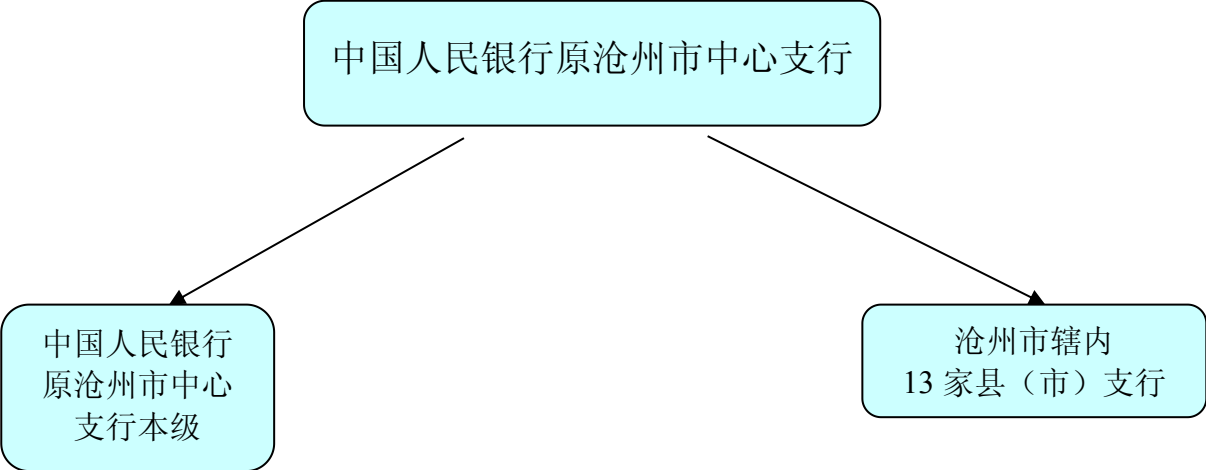 中国人民银行原沧州市中心支行
中国人民银行
原沧州市中心
支行本级
沧州市辖内
13 家县（市）支行